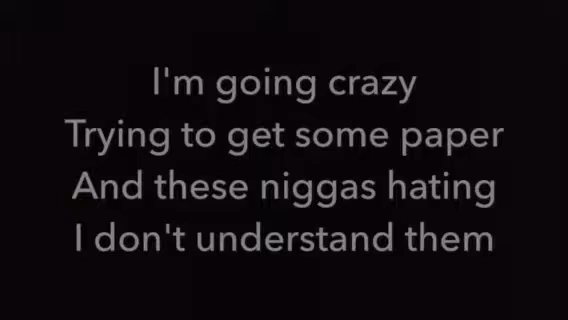 I'm going crazy
Trying to get some paper
And these niggas hating
I don't understand them